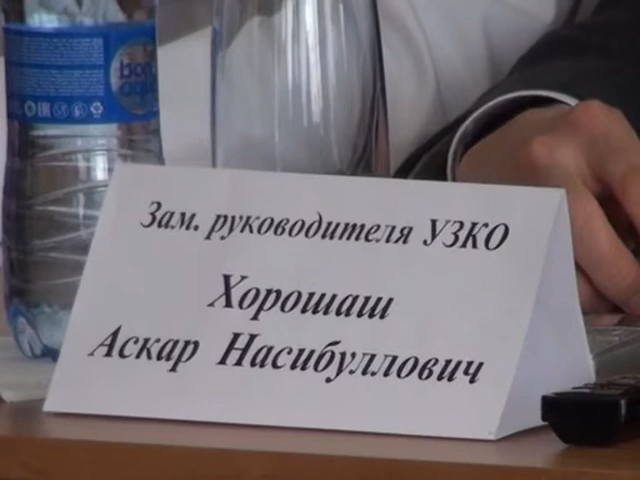 Зам. руководителя УЗКО
Хорошаш
Аскар Насибуллович